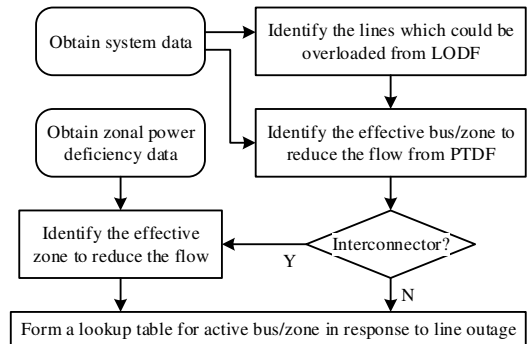 Obtain system data
Identify the lines which could be
overloaded from LODF
Obtain zonal power
deficiency data
Identify the effective bus/zone to
reduce the flow from PTDF
Identify the effective
zone to reduce the flow
Interconnector?
Y
N
Form a lookup table for active bus/zone in response to line outage